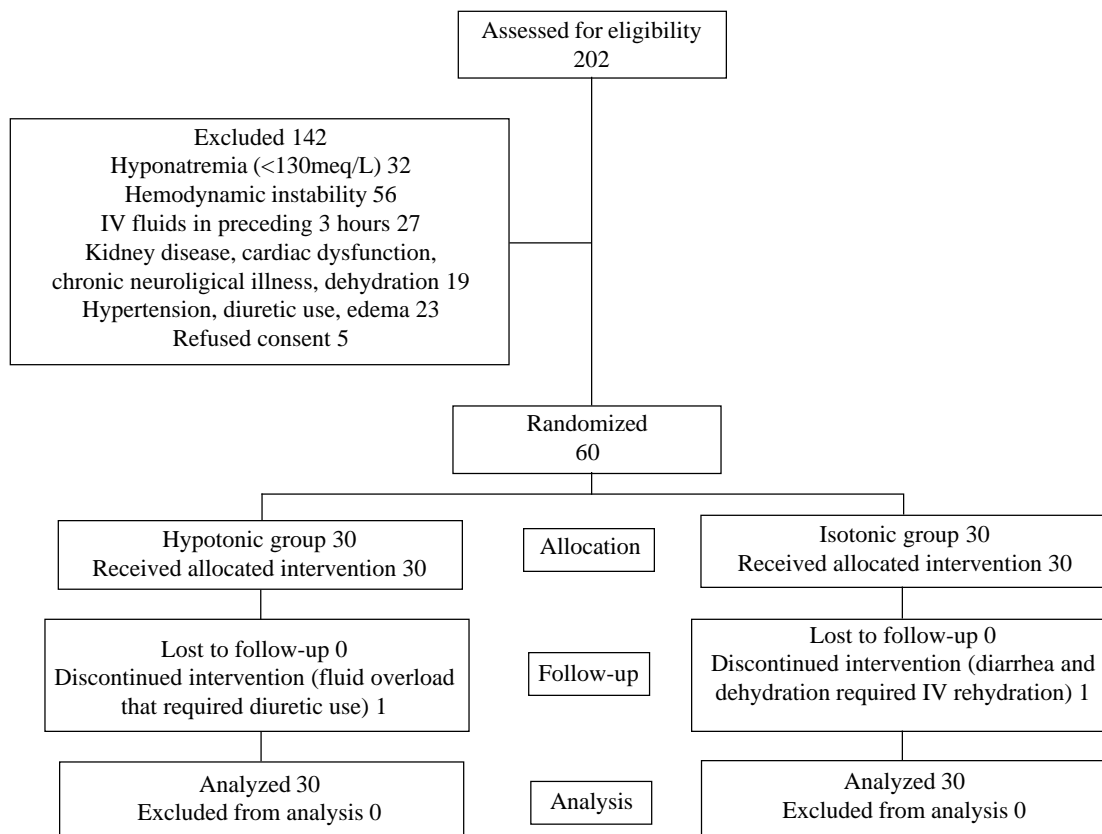 Assessed for eligibility
202
Excluded 142
Hyponatremia (<130meq/L) 32
Hemodynamic instability 56
IV fluids in preceding 3 hours 27
Kidney disease, cardiac dysfunction,
chronic neuroligical illness, dehydration 19
Hypertension, diuretic use, edema 23
Refused consent 5
Randomized
60
Hypotonic group 30
Received allocated intervention 30
Allocation
Isotonic group 30
Received allocated intervention 30
Lost to follow-up 0
Discontinued intervention (fluid overload
that required diuretic use) 1
Follow-up
Lost to follow-up 0
Discontinued intervention (diarrhea and
dehydration required IV rehydration) 1
Analyzed 30
Excluded from analysis 0
Analysis
Analyzed 30
Excluded from analysis 0